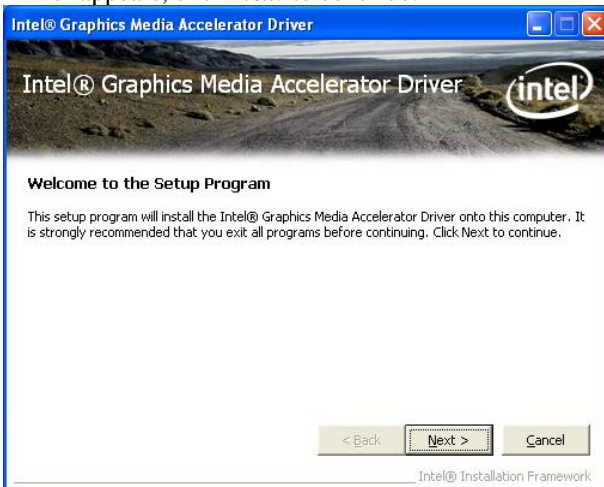 Intel® Graphics Media Accelerator Driver
Intel® Graphics Media Accelerator Driver
intel®
Welcome to the Setup Program
This setup program will install the Intel® Graphics Media Accelerator Driver onto this computer. It
is strongly recommended that you exit all programs before continuing. Click Next to continue.
< Back Next > Cancel
Intel® Installation Framework